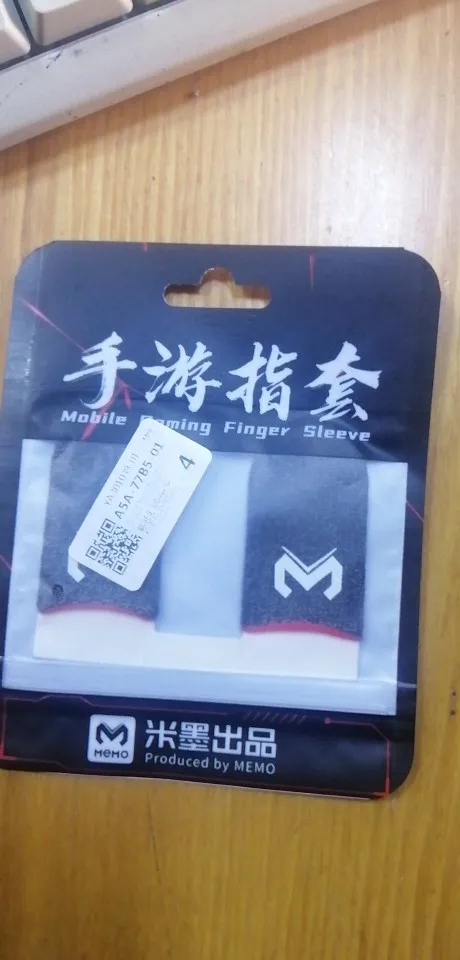 手游指套
Mobile Gaming Finger Sleeve
A5A-77B5-01
4
MEMO
米墨出品
Produced by MEMO